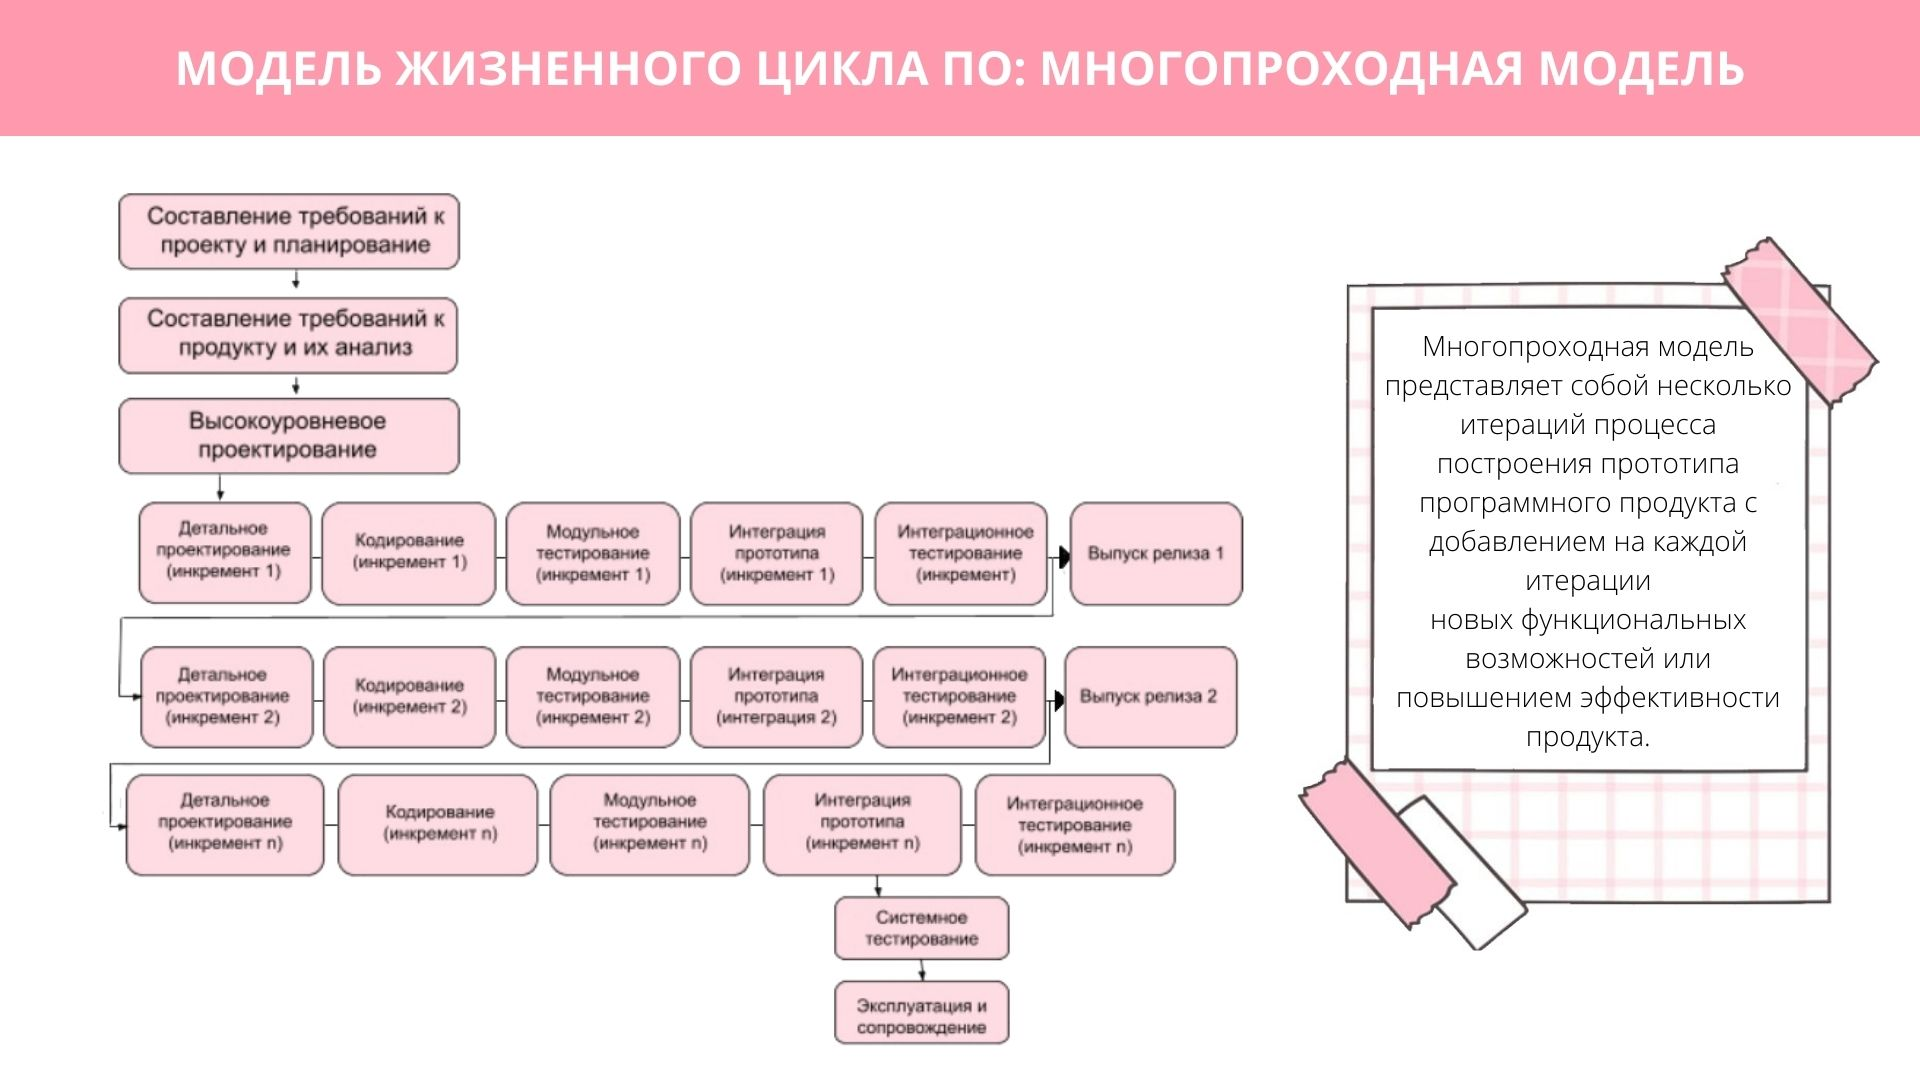 МОДЕЛЬ ЖИЗНЕННОГО ЦИКЛА ПО: МНОГОПРОХОДНАЯ МОДЕЛЬ
Составление требований к
проекту и планирование
Составление требований к
продукту и их анализ
Высокоуровневое
проектирование
Детальное
проектирование
(инкремент 1)
Кодирование
(инкремент 1)
Модульное
тестирование
(инкремент 1)
Интеграция
прототипа
(инкремент 1)
Интеграционное
тестирование
(инкремент)
Выпуск релиза 1
Детальное
проектирование
(инкремент 2)
Кодирование
(инкремент 2)
Модульное
тестирование
(инкремент 2)
Интеграция
прототипа
(интеграция 2)
Интеграционное
тестирование
(инкремент 2)
Выпуск релиза 2
Детальное
проектирование
(инкремент n)
Кодирование
(инкремент n)
Модульное
тестирование
(инкремент n)
Интеграция
прототипа
(инкремент n)
Интеграционное
тестирование
(инкремент n)
Системное
тестирование
Эксплуатация и
сопровождение
Многопроходная модель
представляет собой несколько
итераций процесса
построения прототипа
программного продукта с
добавлением на каждой
итерации
новых функциональных
возможностей или
повышением эффективности
продукта.